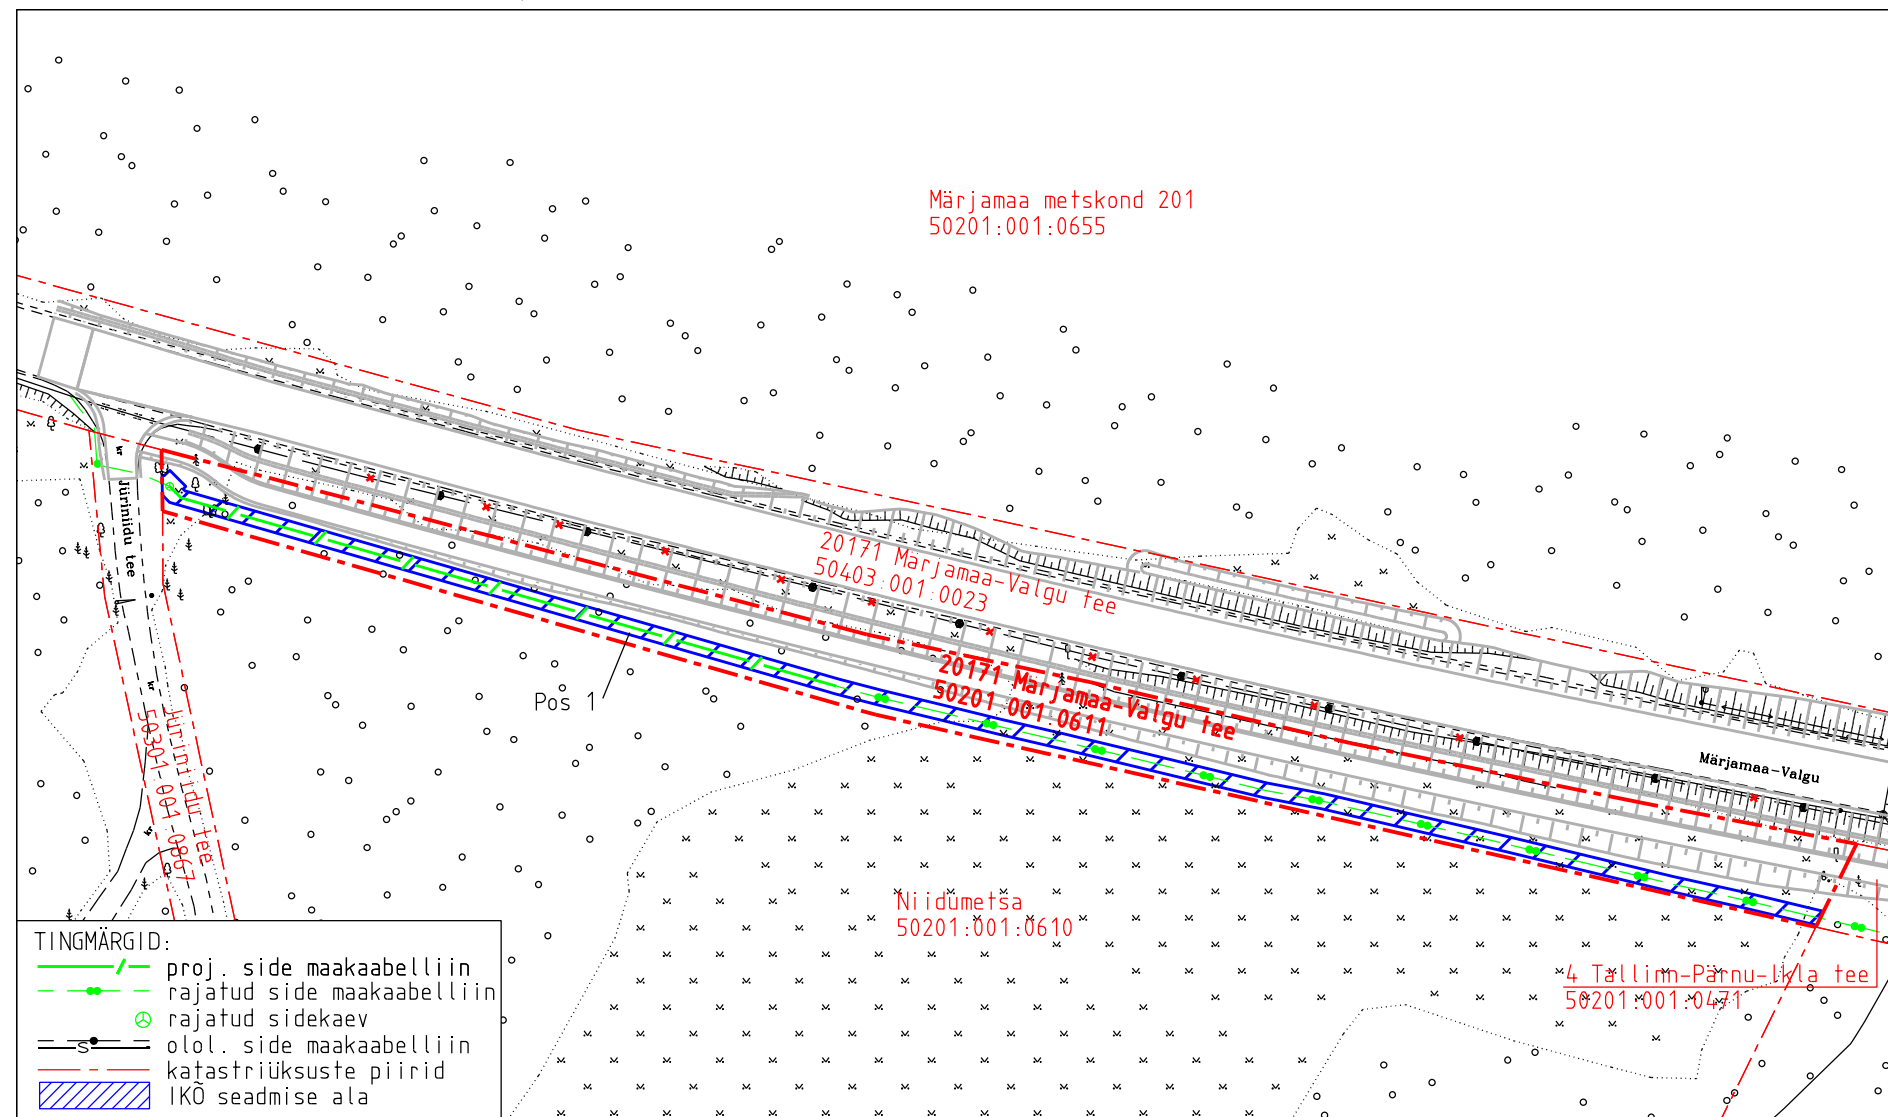 Märjamaa metskond 201
50201:001:0655
20171 Märjamaa-Valgu tee
50403:001:0023
20171 Märjamaa-Valgu tee
50201:001:0611
Pos 1
kr
Jüriniidu tee
kr
kr
Jüriniidu tee
50301:001:0867
Märjamaa-Valgu
Niidumetsa
50201:001:0610
4 Tallinn-Pärnu-Ikla tee
50201:001:0471
TINGMÄRGID:
proj. side maakaabelliin
rajatud side maakaabelliin
rajatud sidekaev
S
olol. side maakaabelliin
katastriüksuste piirid
IKÕ seadmise ala